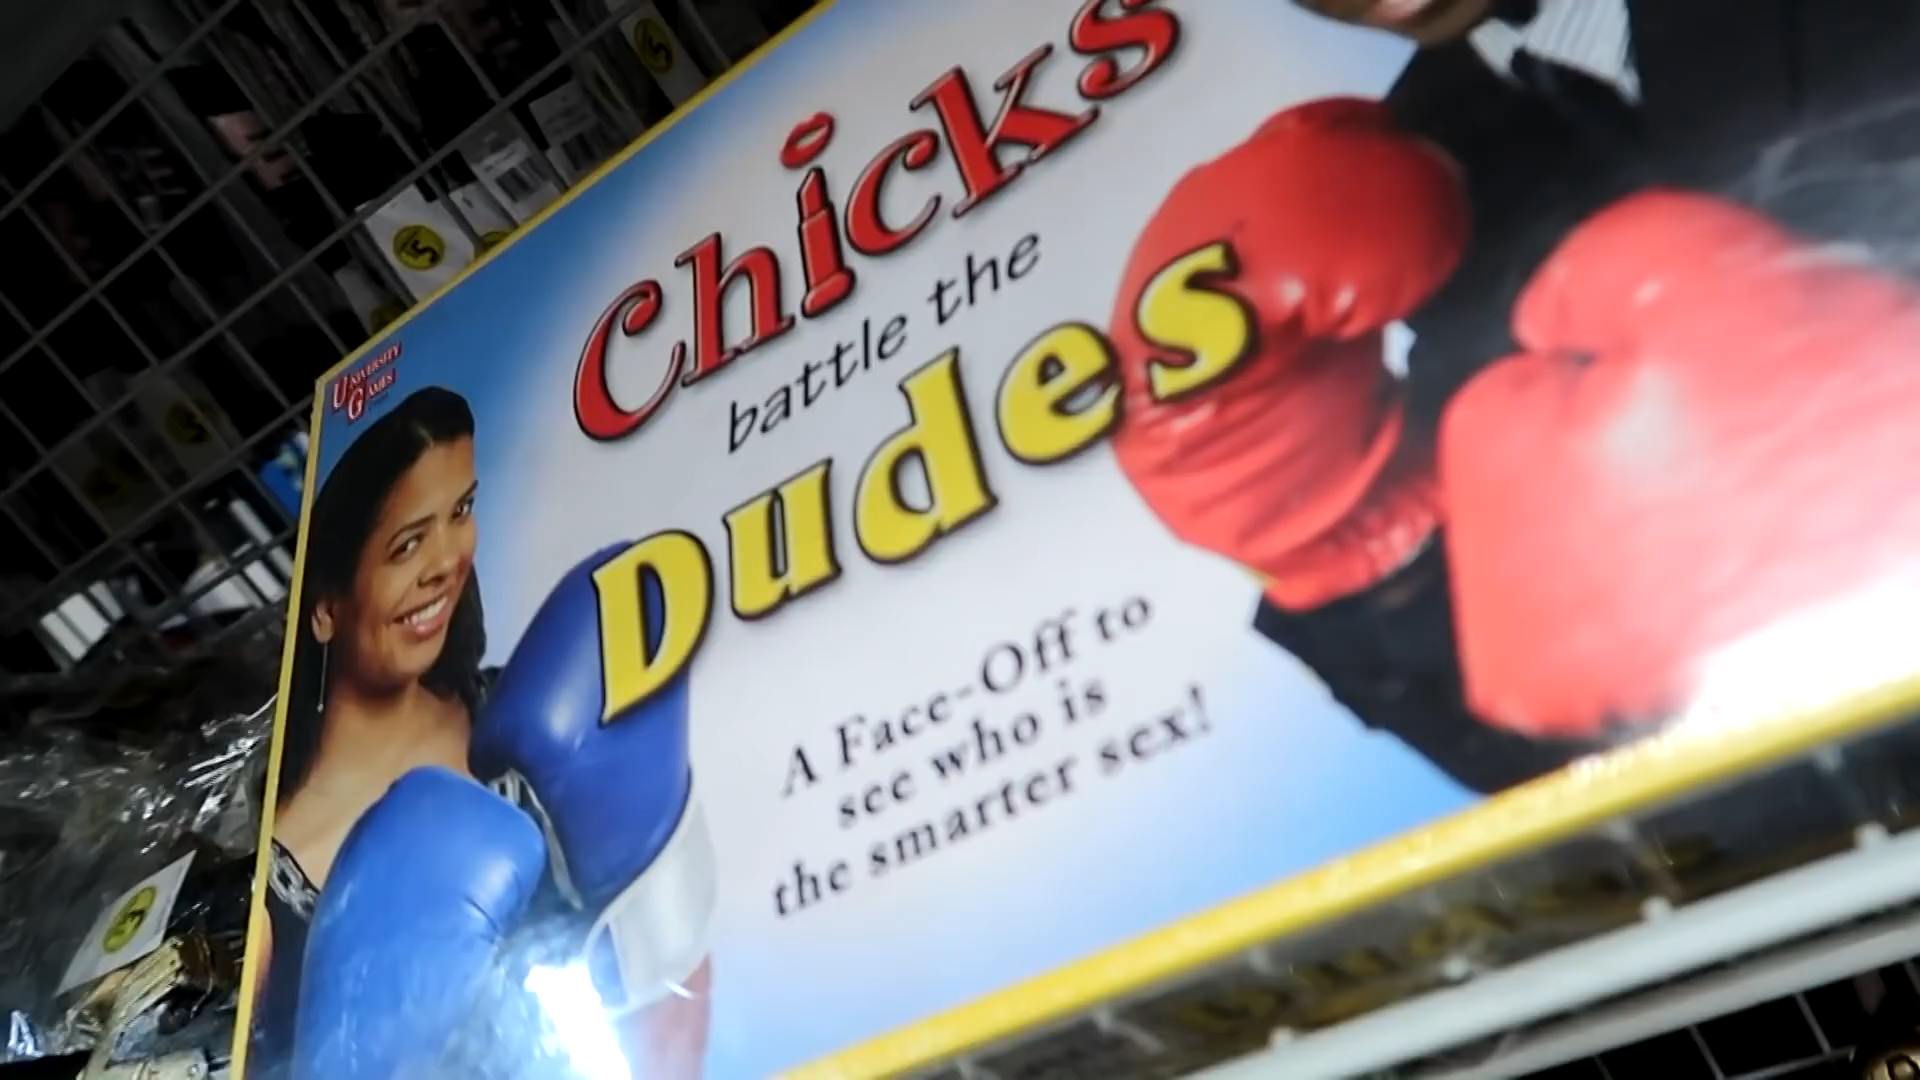 University
Games
Chicks
battle the
Dudes
A Face-Off to
see who is
the smarter sex!